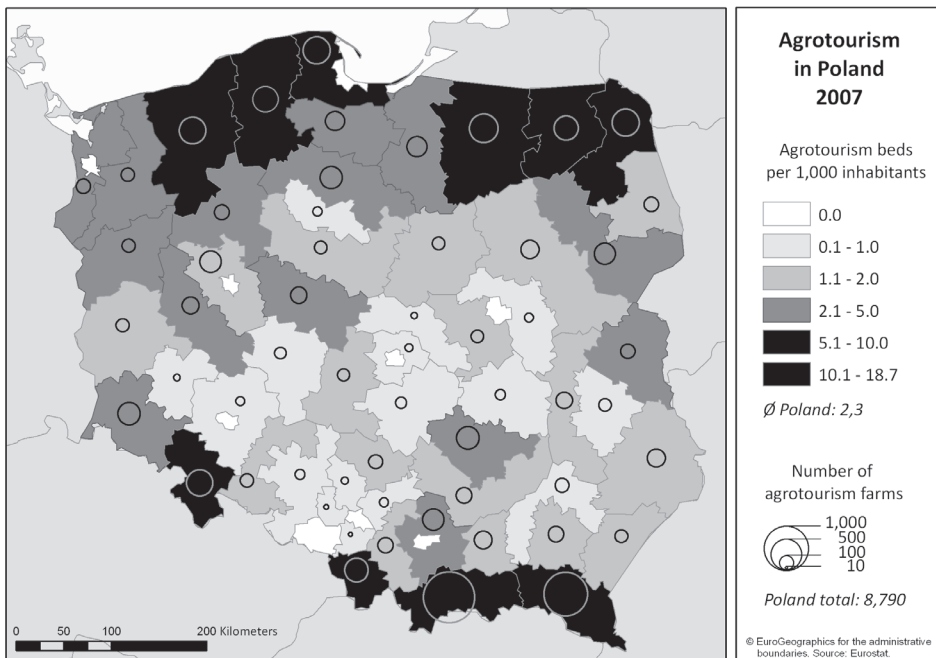 Agrotourism
in Poland
2007
Agrotourism beds
per 1,000 inhabitants
0.0
0.1 - 1.0
1.1 - 2.0
2.1 - 5.0
5.1 - 10.0
10.1 - 18.7
Ø Poland: 2,3
Number of
agrotourism farms
1,000
500
100
10
Poland total: 8,790
© EuroGeographics for the administrative
boundaries. Source: Eurostat.
0 50 100 200 Kilometers